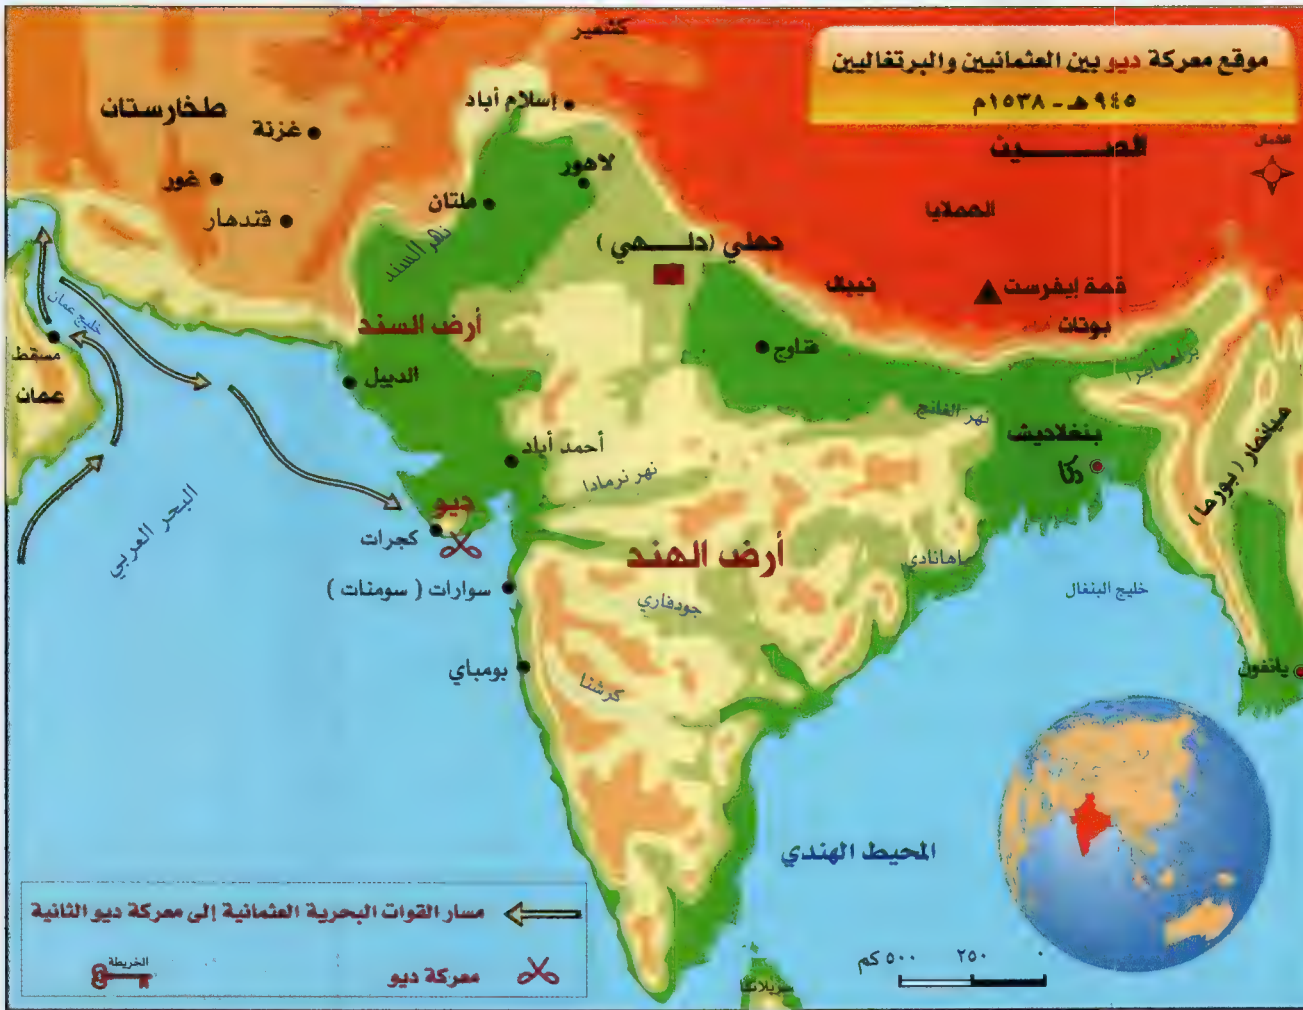 موقع معركة ديو بين العثمانيين والبرتغاليين
٩٤٥هـ - ١٥٣٨م
الشمال
كشمير
الصين
إسلام أباد
طخارستان
غزنة
لاهور
غور
ملتان
الهملايا
قندهار
نهر السند
دهلي (دلهي)
قمة إيفرست
نيبال
خليج عمان
أرض السند
بوتان
مسقط
قناوج
براهمابترا
الديبل
عمان
نهر الغانج
بنغلاديش
ميانمار (بورما)
أحمد أباد
دكا
نهر نرمادا
ديو
البحر العربي
كجرات
أرض الهند
ماهانادي
سوارات (سومنات)
جودفاري
خليج البنغال
بومباي
كرشنا
يانغون
المحيط الهندي
مسار القوات البحرية العثمانية إلى معركة ديو الثانية
معركة ديو
الخريطة
٠ ٢٥٠ ٥٠٠ كم
سريلانكا